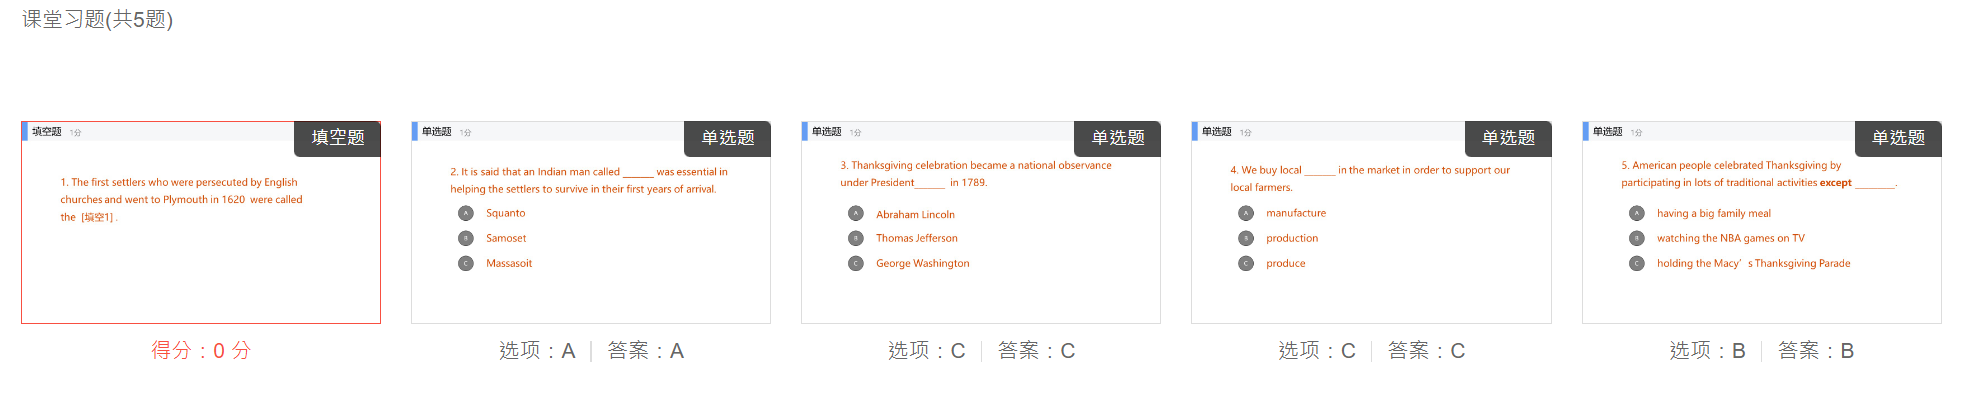 课堂习题(共5题)
填空题 1分
填空题
1. The first settlers who were persecuted by English
churches and went to Plymouth in 1620 were called
the [填空1] .
得分：0 分
单选题 1分
单选题
2. It is said that an Indian man called ______ was essential in
helping the settlers to survive in their first years of arrival.
A Squanto
B Samoset
C Massasoit
选项：A | 答案：A
单选题 1分
单选题
3. Thanksgiving celebration became a national observance
under President______ in 1789.
A Abraham Lincoln
B Thomas Jefferson
C George Washington
选项：C | 答案：C
单选题 1分
单选题
4. We buy local ______ in the market in order to support our
local farmers.
A manufacture
B production
C produce
选项：C | 答案：C
单选题 1分
单选题
5. American people celebrated Thanksgiving by
participating in lots of traditional activities except ________.
A having a big family meal
B watching the NBA games on TV
C holding the Macy’s Thanksgiving Parade
选项：B | 答案：B